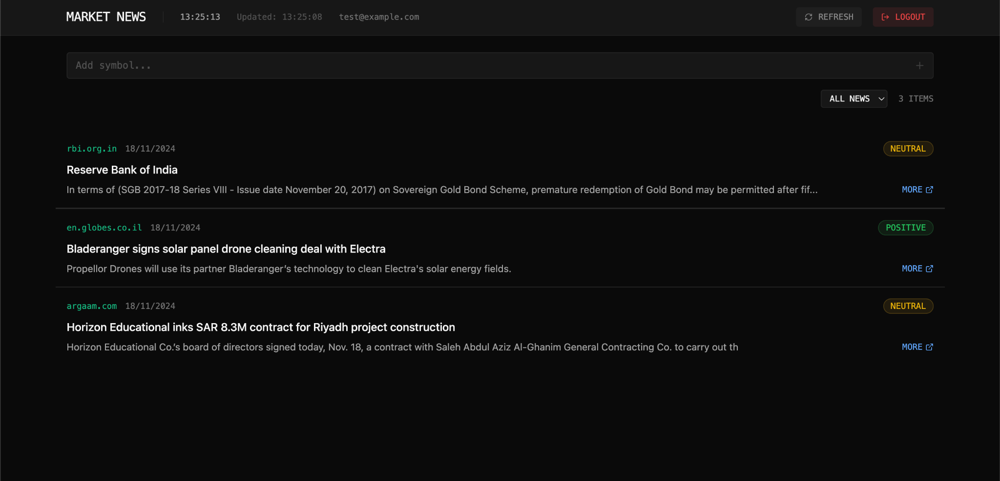 MARKET NEWS 13:25:13 Updated: 13:25:08 test@example.com REFRESH LOGOUT
Add symbol... +
ALL NEWS 3 ITEMS
rbi.org.in 18/11/2024 NEUTRAL
Reserve Bank of India
In terms of (SGB 2017-18 Series VIII - Issue date November 20, 2017) on Sovereign Gold Bond Scheme, premature redemption of Gold Bond may be permitted after fif... MORE
en.globes.co.il 18/11/2024 POSITIVE
Bladeranger signs solar panel drone cleaning deal with Electra
Propellor Drones will use its partner Bladeranger’s technology to clean Electra's solar energy fields. MORE
argaam.com 18/11/2024 NEUTRAL
Horizon Educational inks SAR 8.3M contract for Riyadh project construction
Horizon Educational Co.’s board of directors signed today, Nov. 18, a contract with Saleh Abdul Aziz Al-Ghanim General Contracting Co. to carry out th MORE